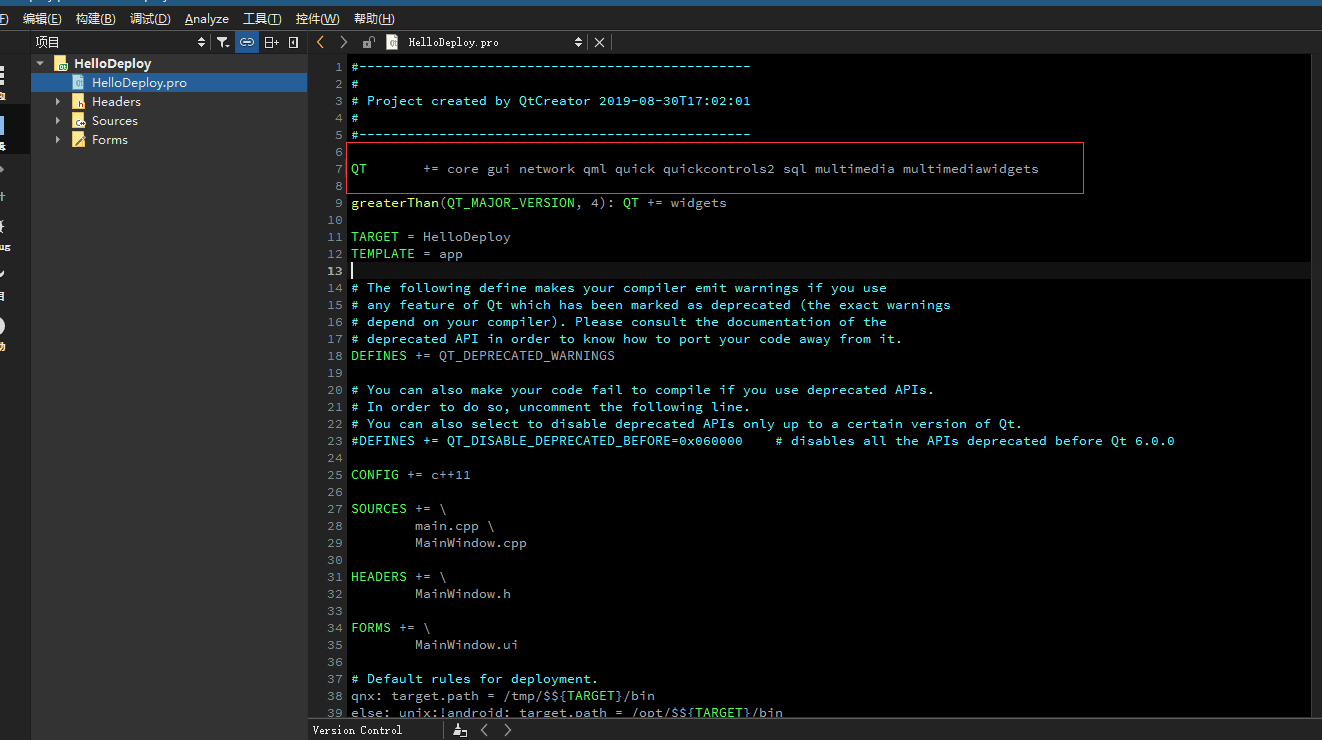 F) 编辑(E) 构建(B) 调试(D) Analyze 工具(T) 控件(W) 帮助(H)
项目 HelloDeploy.pro
HelloDeploy
HelloDeploy.pro
Headers
Sources
Forms
1 #-------------------------------------------------
2 #
3 # Project created by QtCreator 2019-08-30T17:02:01
4 #
5 #-------------------------------------------------
6
7 QT       += core gui network qml quick quickcontrols2 sql multimedia multimediawidgets
8
9 greaterThan(QT_MAJOR_VERSION, 4): QT += widgets
10
11 TARGET = HelloDeploy
12 TEMPLATE = app
13
14 # The following define makes your compiler emit warnings if you use
15 # any feature of Qt which has been marked as deprecated (the exact warnings
16 # depend on your compiler). Please consult the documentation of the
17 # deprecated API in order to know how to port your code away from it.
18 DEFINES += QT_DEPRECATED_WARNINGS
19
20 # You can also make your code fail to compile if you use deprecated APIs.
21 # In order to do so, uncomment the following line.
22 # You can also select to disable deprecated APIs only up to a certain version of Qt.
23 #DEFINES += QT_DISABLE_DEPRECATED_BEFORE=0x060000    # disables all the APIs deprecated before Qt 6.0.0
24
25 CONFIG += c++11
26
27 SOURCES += \
28         main.cpp \
29         MainWindow.cpp
30
31 HEADERS += \
32         MainWindow.h
33
34 FORMS += \
35         MainWindow.ui
36
37 # Default rules for deployment.
38 qnx: target.path = /tmp/$${TARGET}/bin
39 else: unix:!android: target.path = /opt/$${TARGET}/bin
Version Control